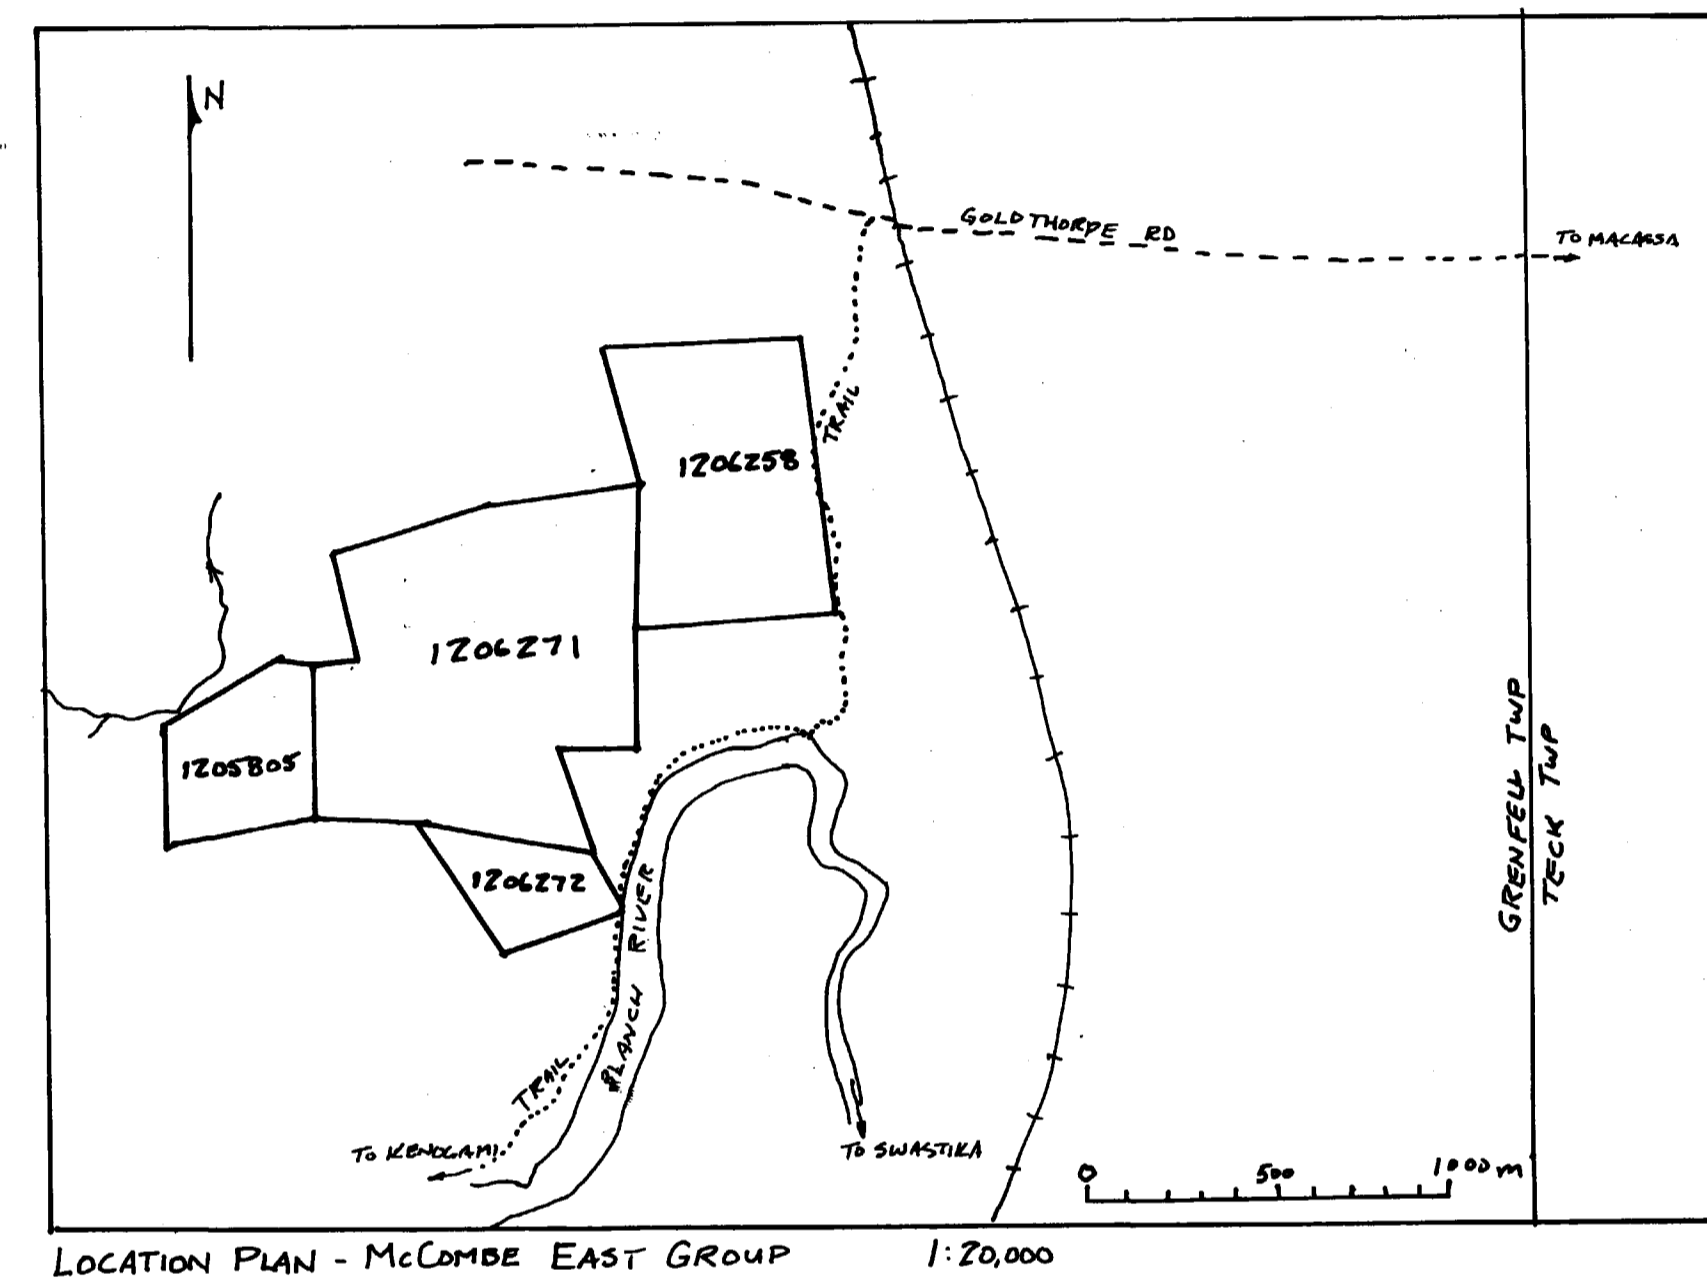 N
GOLDTHORPE RD
TO MACASSA
TRAIL
1206258
1206271
1205805
1206272
GRENFELL TWP
TECK TWP
BLANCH RIVER
TRAIL
TO KENOGAMI
TO SWASTIKA
0 500 1000 m
LOCATION PLAN - McCOMBE EAST GROUP 1:20,000